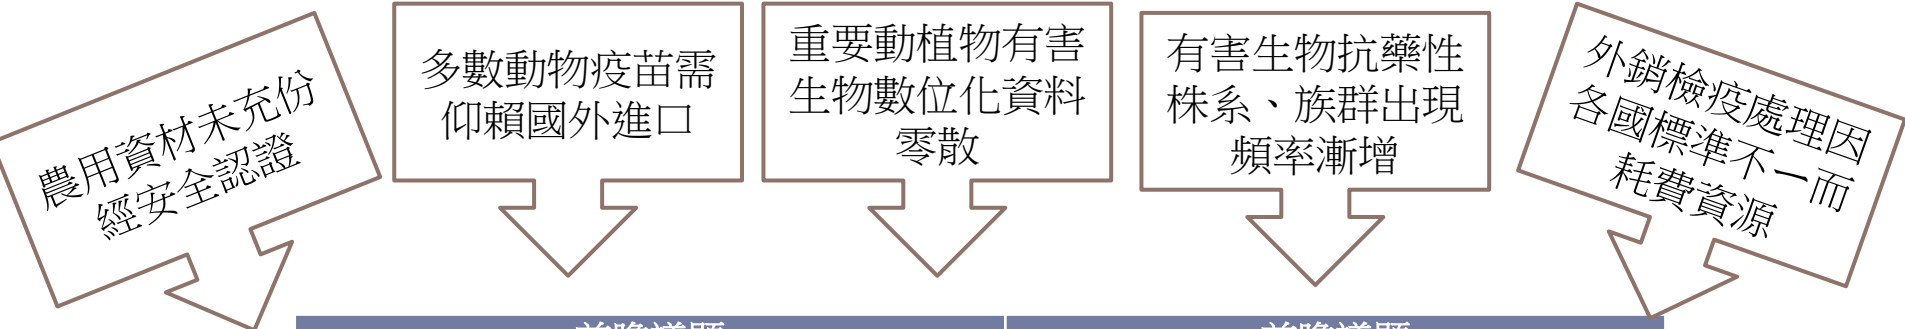 農用資材未充份
經安全認證
多數動物疫苗需
仰賴國外進口
重要動植物有害
生物數位化資料
零散
有害生物抗藥性
株系、族群出現
頻率漸增
外銷檢疫處理因
各國標準不一而
耗費資源